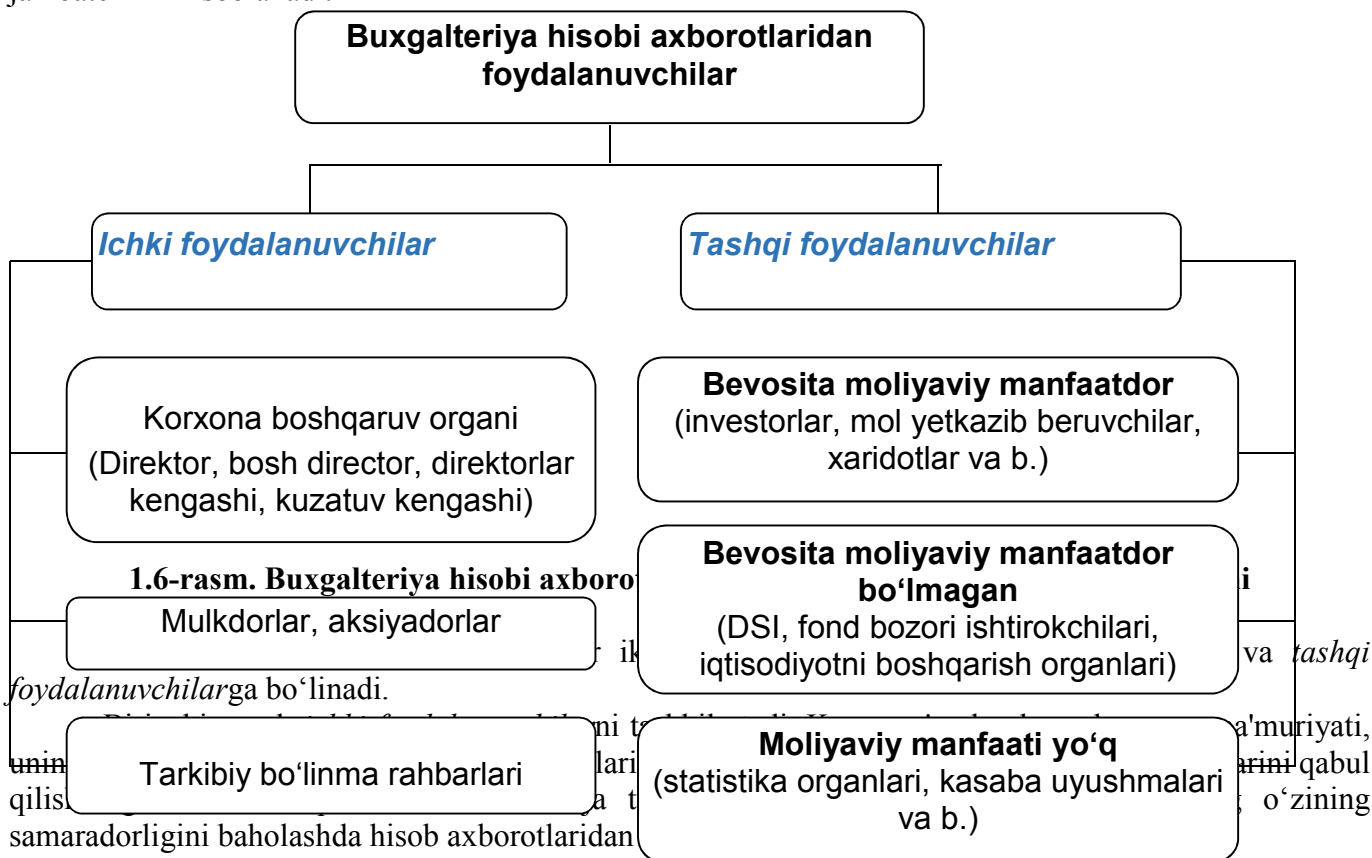 Buxgalteriya hisobi axborotlaridan
foydalanuvchilar
Ichki foydalanuvchilar
Tashqi foydalanuvchilar
Korxona boshqaruv organi
(Direktor, bosh director, direktorlar
kengashi, kuzatuv kengashi)
Mulkdorlar, aksiyadorlar
Tarkibiy bo‘linma rahbarlari
Bevosita moliyaviy manfaatdor
(investorlar, mol yetkazib beruvchilar,
xaridotlar va b.)
Bevosita moliyaviy manfaatdor
bo‘lmagan
(DSI, fond bozori ishtirokchilari,
iqtisodiyotni boshqarish organlari)
Moliyaviy manfaati yo‘q
(statistika organlari, kasaba uyushmalari
va b.)
1.6-rasm. Buxgalteriya hisobi
va tashqi
foydalanuvchilarga bo‘linadi.
a'muriyati,
qabul
o‘zining
samaradorligini baholashda hisob axborotlaridan